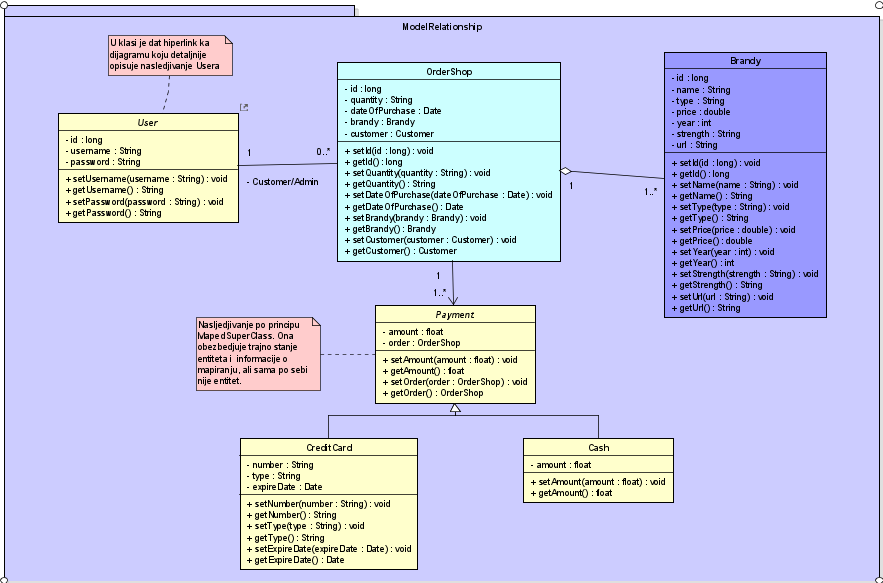 ModelRelationship
U klasi je dat hiperlink ka
dijagramu koju detaljnije
opisuje nasledjivanje Usera
User
- id : long
- username : String
- password : String
+ setUsername(username : String) : void
+ getUsername() : String
+ setPassword(password : String) : void
+ getPassword() : String
1
0..*
- Customer/Admin
OrderShop
- id : long
- quantity : String
- dateOfPurchase : Date
- brandy : Brandy
- customer : Customer
+ setId(id : long) : void
+ getId() : long
+ setQuantity(quantity : String) : void
+ getQuantity() : String
+ setDateOfPurchase(dateOfPurchase : Date) : void
+ getDateOfPurchase() : Date
+ setBrandy(brandy : Brandy) : void
+ getBrandy() : Brandy
+ setCustomer(customer : Customer) : void
+ getCustomer() : Customer
1
1..*
Brandy
- id : long
- name : String
- type : String
- price : double
- year : int
- strength : String
- url : String
+ setId(id : long) : void
+ getId() : long
+ setName(name : String) : void
+ getName() : String
+ setType(type : String) : void
+ getType() : String
+ setPrice(price : double) : void
+ getPrice() : double
+ setYear(year : int) : void
+ getYear() : int
+ setStrength(strength : String) : void
+ getStrength() : String
+ setUrl(url : String) : void
+ getUrl() : String
1
1..*
Nasljedjivanje po principu
MapedSuperClass. Ona
obezbedjuje trajno stanje
entiteta i informacije o
mapiranju, ali sama po sebi
nije entitet.
Payment
- amount : float
- order : OrderShop
+ setAmount(amount : float) : void
+ getAmount() : float
+ setOrder(order : OrderShop) : void
+ getOrder() : OrderShop
CreditCard
- number : String
- type : String
- expireDate : Date
+ setNumber(number : String) : void
+ getNumber() : String
+ setType(type : String) : void
+ getType() : String
+ setExpireDate(expireDate : Date) : void
+ getExpireDate() : Date
Cash
- amount : float
+ setAmount(amount : float) : void
+ getAmount() : float